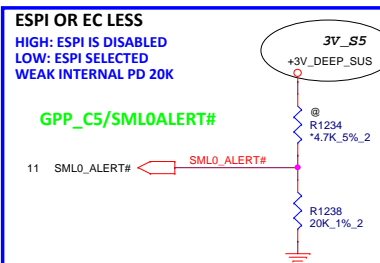 ESPI OR EC LESS
HIGH: ESPI IS DISABLED
LOW: ESPI SELECTED
WEAK INTERNAL PD 20K
3V_S5
+3V_DEEP_SUS
GPP_C5/SML0ALERT#
@
R1234
*4.7K_5%_2
11 SML0_ALERT# SML0_ALERT#
R1238
20K_1%_2